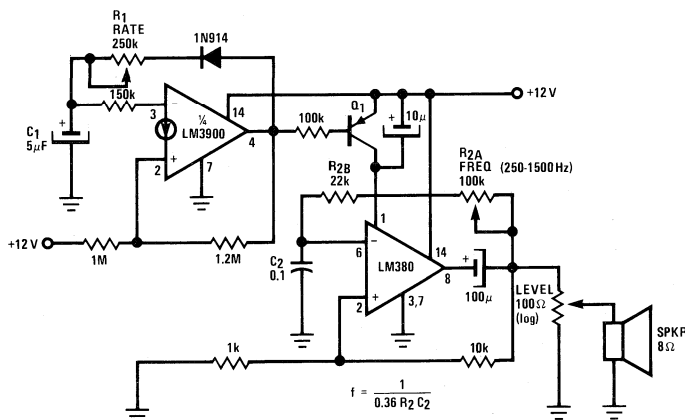 R1
RATE
250k
1N914
150k
3
−
¼
LM3900
14
4
+
2
7
C1
5µF
+
100k
Q1
+
10µ
+12V
R2B
22k
R2A
FREQ (250-1500Hz)
100k
1
−
6
14
LM380
8
+
2
3,7
C2
0.1
+
100µ
LEVEL
100Ω
(log)
SPKR
8Ω
+12V
1M
1.2M
1k
10k
f = 1
0.36 R2 C2